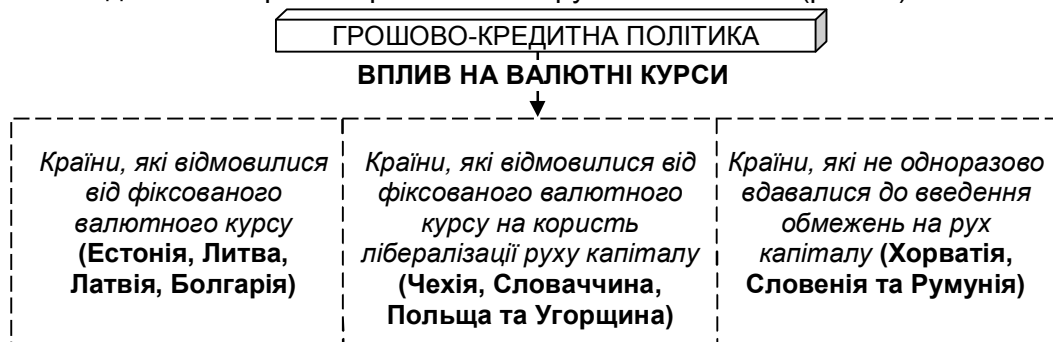 ГРОШОВО-КРЕДИТНА ПОЛІТИКА
ВПЛИВ НА ВАЛЮТНІ КУРСИ
Країни, які відмовилися
від фіксованого
валютного курсу
(Естонія, Литва,
Латвія, Болгарія)
Країни, які відмовилися від
фіксованого валютного
курсу на користь
лібералізації руху капіталу
(Чехія, Словаччина,
Польща та Угорщина)
Країни, які не одноразово
вдавалися до введення
обмежень на рух
капіталу (Хорватія,
Словенія та Румунія)